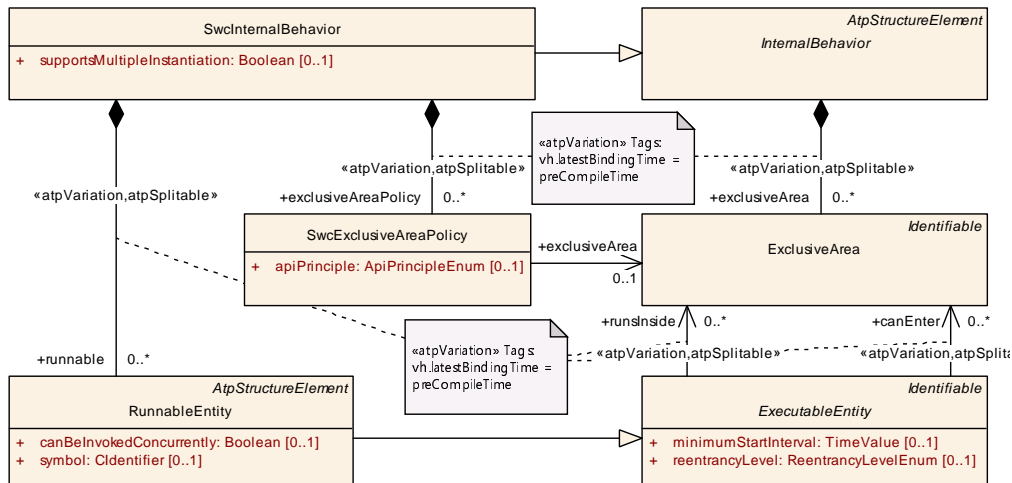 SwcInternalBehavior
+ supportsMultipleInstantiation: Boolean [0..1]
AtpStructureElement
InternalBehavior
«atpVariation» Tags:
vh.latestBindingTime =
preCompileTime
«atpVariation,atpSplitable»
«atpVariation,atpSplitable»
«atpVariation,atpSplitable»
+exclusiveAreaPolicy 0..*
+exclusiveArea 0..*
SwcExclusiveAreaPolicy
+ apiPrinciple: ApiPrincipleEnum [0..1]
+exclusiveArea
0..1
Identifiable
ExclusiveArea
+runsInside 0..*
+canEnter 0..*
«atpVariation» Tags:
vh.latestBindingTime =
preCompileTime
«atpVariation,atpSplitable»
«atpVariation,atpSplita
+runnable 0..*
AtpStructureElement
RunnableEntity
+ canBeInvokedConcurrently: Boolean [0..1]
+ symbol: CIdentifier [0..1]
Identifiable
ExecutableEntity
+ minimumStartInterval: TimeValue [0..1]
+ reentrancyLevel: ReentrancyLevelEnum [0..1]